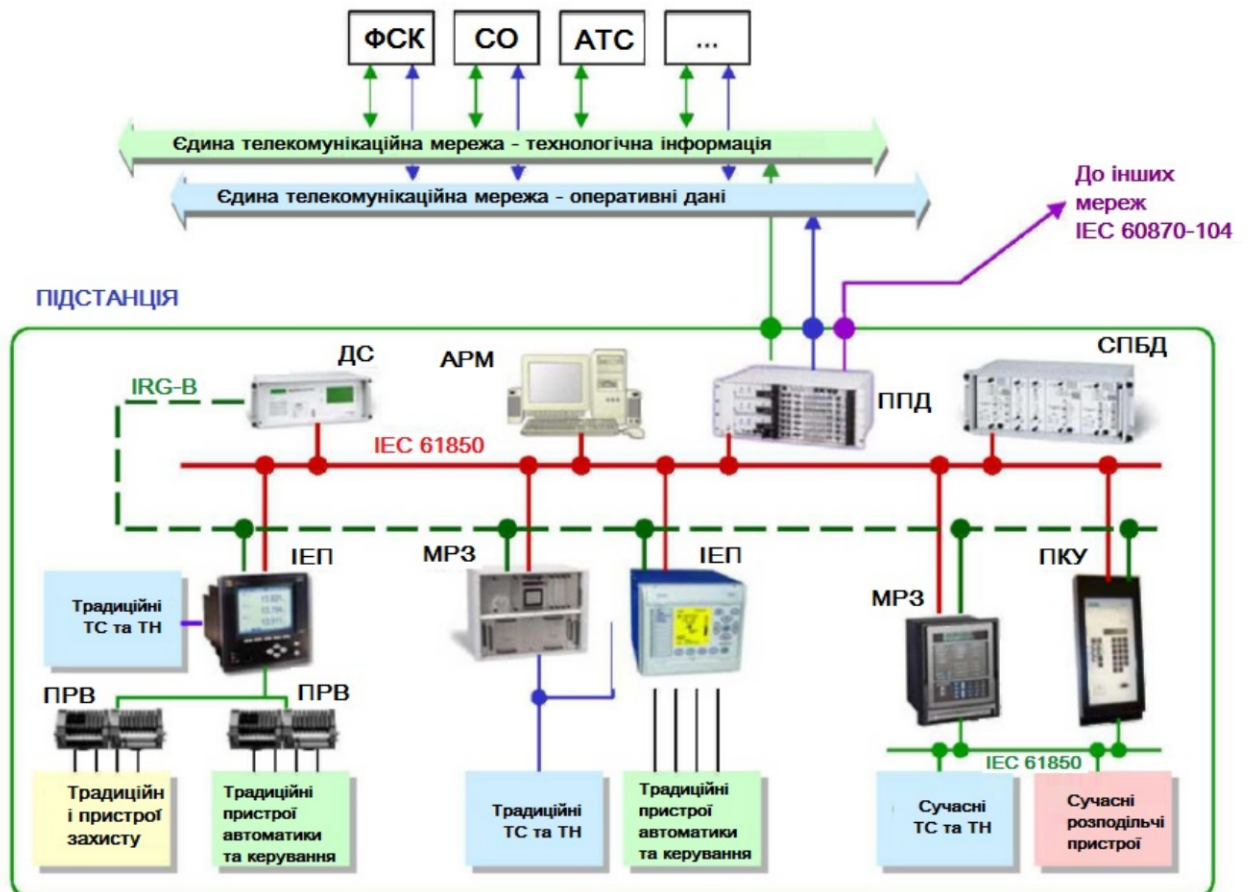 ФСК
СО
АТС
...
Єдина телекомунікаційна мережа - технологічна інформація
Єдина телекомунікаційна мережа - оперативні дані
До інших
мереж
IEC 60870-104
ПІДСТАНЦІЯ
ДС
АРМ
ППД
СПБД
IRG-B
IEC 61850
ІЕП
МРЗ
ІЕП
МРЗ
ПКУ
Традиційні
ТС та ТН
ПРВ
ПРВ
IEC 61850
Традиційн
і пристрої
захисту
Традиційні
пристрої
автоматики
та керування
Традиційні
ТС та ТН
Традиційні
пристрої
автоматики
та керування
Сучасні
ТС та ТН
Сучасні
розподільчі
пристрої